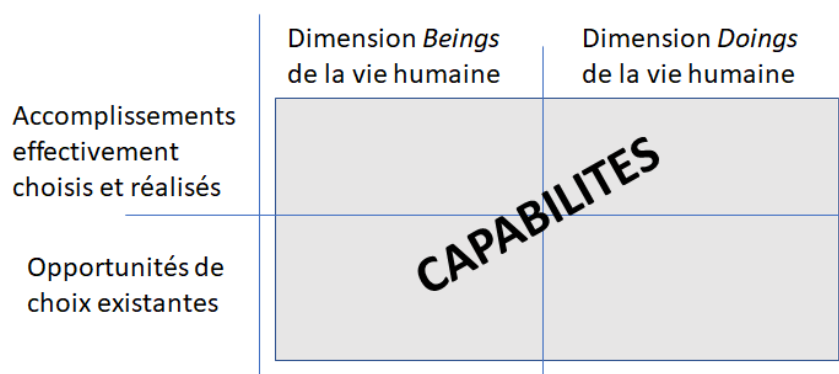 Dimension Beings
de la vie humaine
Dimension Doings
de la vie humaine
Accomplissements
effectivement
choisis et réalisés
CAPABILITES
Opportunités de
choix existantes